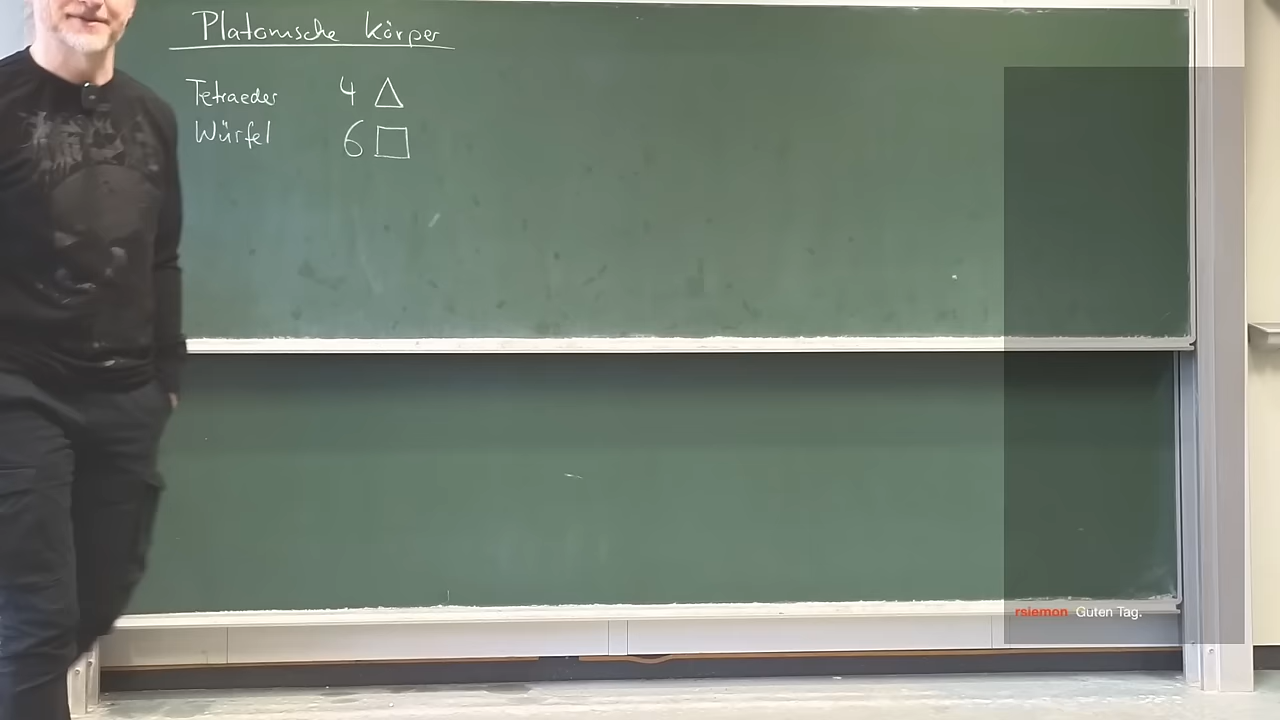 Platonische Körper
Tetraeder 4 △
Würfel 6 □
rsiemon Guten Tag.